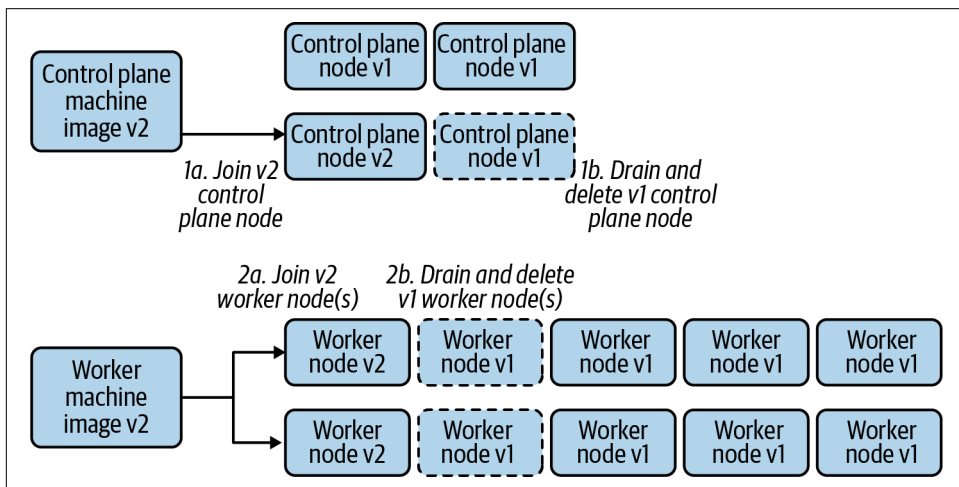 Control plane
machine
image v2
Control plane
node v1
Control plane
node v1
Control plane
node v2
Control plane
node v1
1a. Join v2
control
plane node
1b. Drain and
delete v1 control
plane node
2a. Join v2
worker node(s)
2b. Drain and delete
v1 worker node(s)
Worker
machine
image v2
Worker
node v2
Worker
node v1
Worker
node v1
Worker
node v1
Worker
node v1
Worker
node v2
Worker
node v1
Worker
node v1
Worker
node v1
Worker
node v1